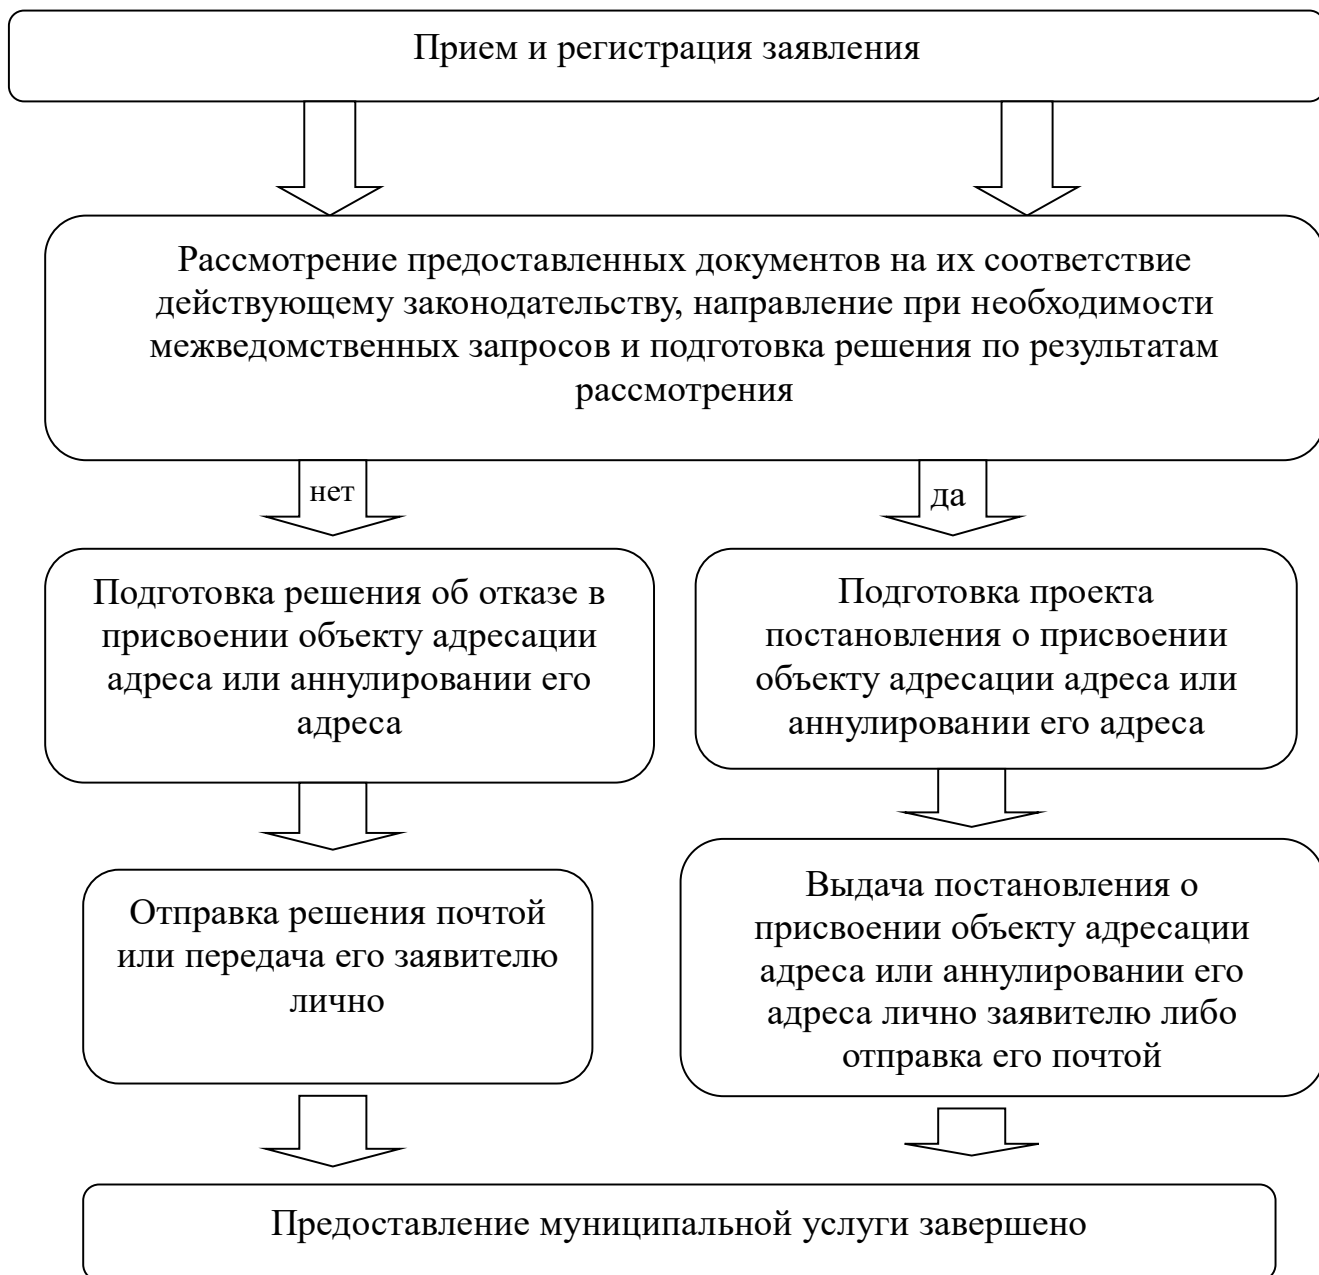 Прием и регистрация заявления
Рассмотрение предоставленных документов на их соответствие
действующему законодательству, направление при необходимости
межведомственных запросов и подготовка решения по результатам
рассмотрения
нет
да
Подготовка решения об отказе в
присвоении объекту адресации
адреса или аннулировании его
адреса
Подготовка проекта
постановления о присвоении
объекту адресации адреса или
аннулировании его адреса
Отправка решения почтой
или передача его заявителю
лично
Выдача постановления о
присвоении объекту адресации
адреса или аннулировании его
адреса лично заявителю либо
отправка его почтой
Предоставление муниципальной услуги завершено